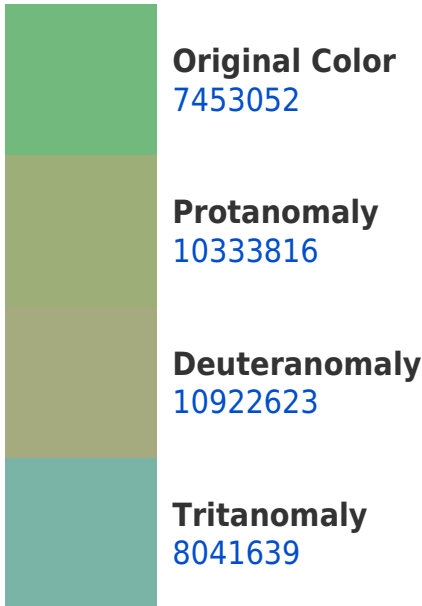 Original Color
7453052
Protanomaly
10333816
Deuteranomaly
10922623
Tritanomaly
8041639